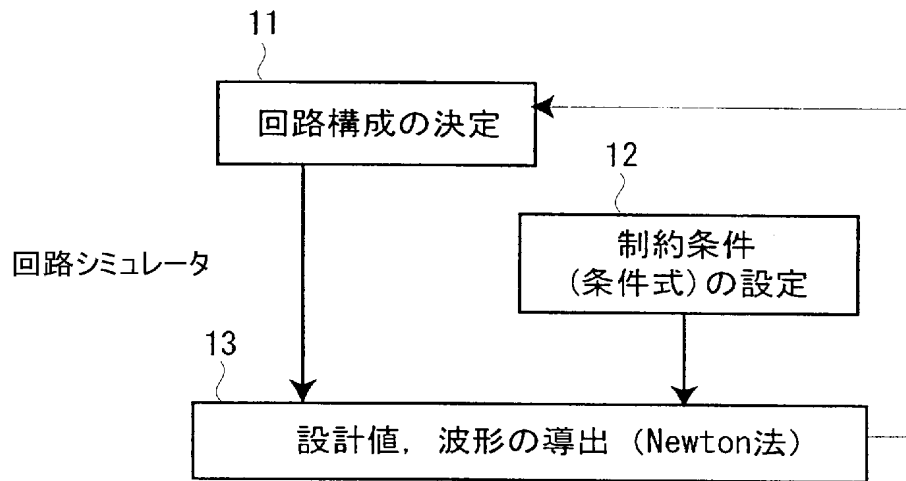 11
回路構成の決定
12
制約条件
(条件式)の設定
回路シミュレータ
13
設計値, 波形の導出 (Newton法)